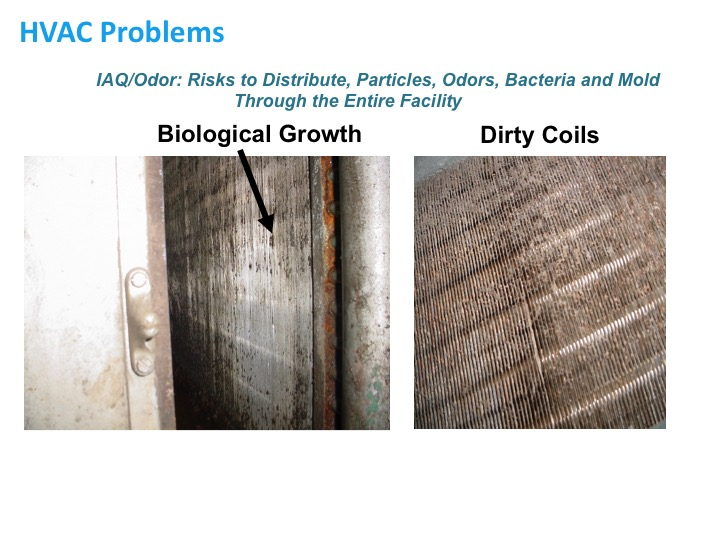 HVAC Problems
IAQ/Odor: Risks to Distribute, Particles, Odors, Bacteria and Mold
Through the Entire Facility
Biological Growth
Dirty Coils